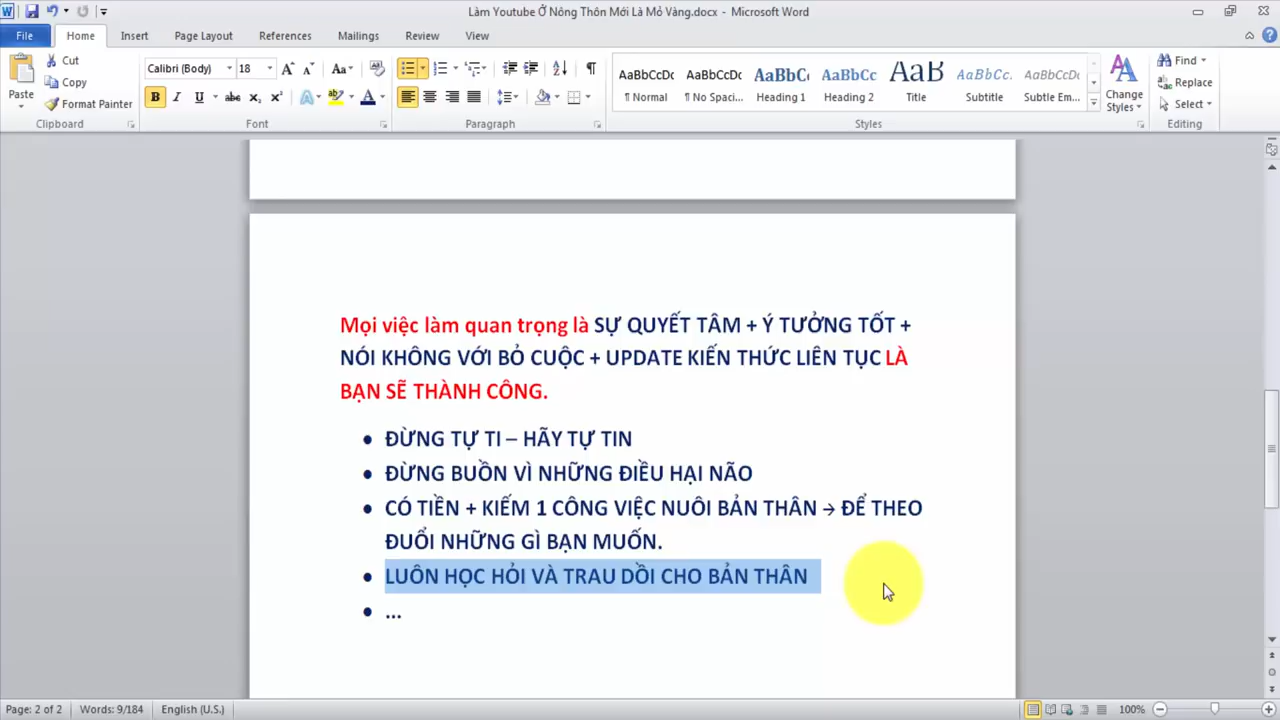 Làm Youtube Ở Nông Thôn Mới Là Mỏ Vàng.docx - Microsoft Word
File Home Insert Page Layout References Mailings Review View
Paste
Cut
Copy
Format Painter
Clipboard
Calibri (Body) 18
Font
Paragraph
AaBbCcDc AaBbCcDc AaBbCc AaBbCc AaB AaBbCc. AaBbCcDc
¶ Normal ¶ No Spaci... Heading 1 Heading 2 Title Subtitle Subtle Em...
Change
Styles
Styles
Find
Replace
Select
Editing
Mọi việc làm quan trọng là SỰ QUYẾT TÂM + Ý TƯỞNG TỐT +
NÓI KHÔNG VỚI BỎ CUỘC + UPDATE KIẾN THỨC LIÊN TỤC LÀ
BẠN SẼ THÀNH CÔNG.
• ĐỪNG TỰ TI – HÃY TỰ TIN
• ĐỪNG BUỒN VÌ NHỮNG ĐIỀU HẠI NÃO
• CÓ TIỀN + KIẾM 1 CÔNG VIỆC NUÔI BẢN THÂN → ĐỂ THEO
ĐUỔI NHỮNG GÌ BẠN MUỐN.
• LUÔN HỌC HỎI VÀ TRAU DỒI CHO BẢN THÂN
• ...
Page: 2 of 2 Words: 9/184 English (U.S.) 100%